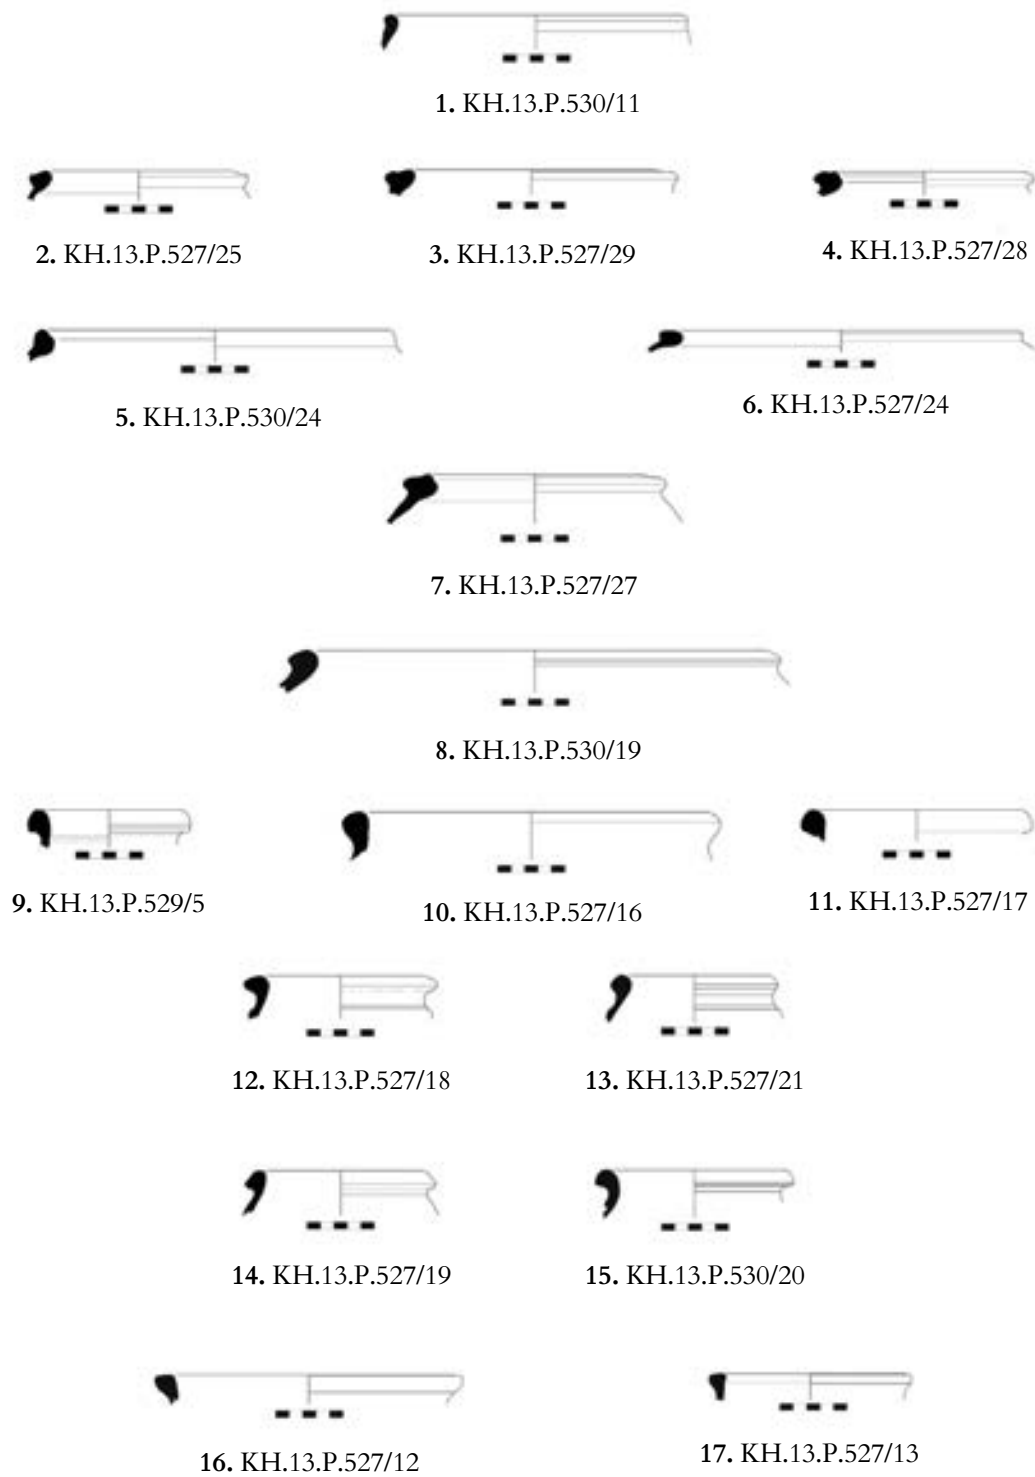 1. KH.13.P.530/11
2. KH.13.P.527/25
3. KH.13.P.527/29
4. KH.13.P.527/28
5. KH.13.P.530/24
6. KH.13.P.527/24
7. KH.13.P.527/27
8. KH.13.P.530/19
9. KH.13.P.529/5
10. KH.13.P.527/16
11. KH.13.P.527/17
12. KH.13.P.527/18
13. KH.13.P.527/21
14. KH.13.P.527/19
15. KH.13.P.530/20
16. KH.13.P.527/12
17. KH.13.P.527/13